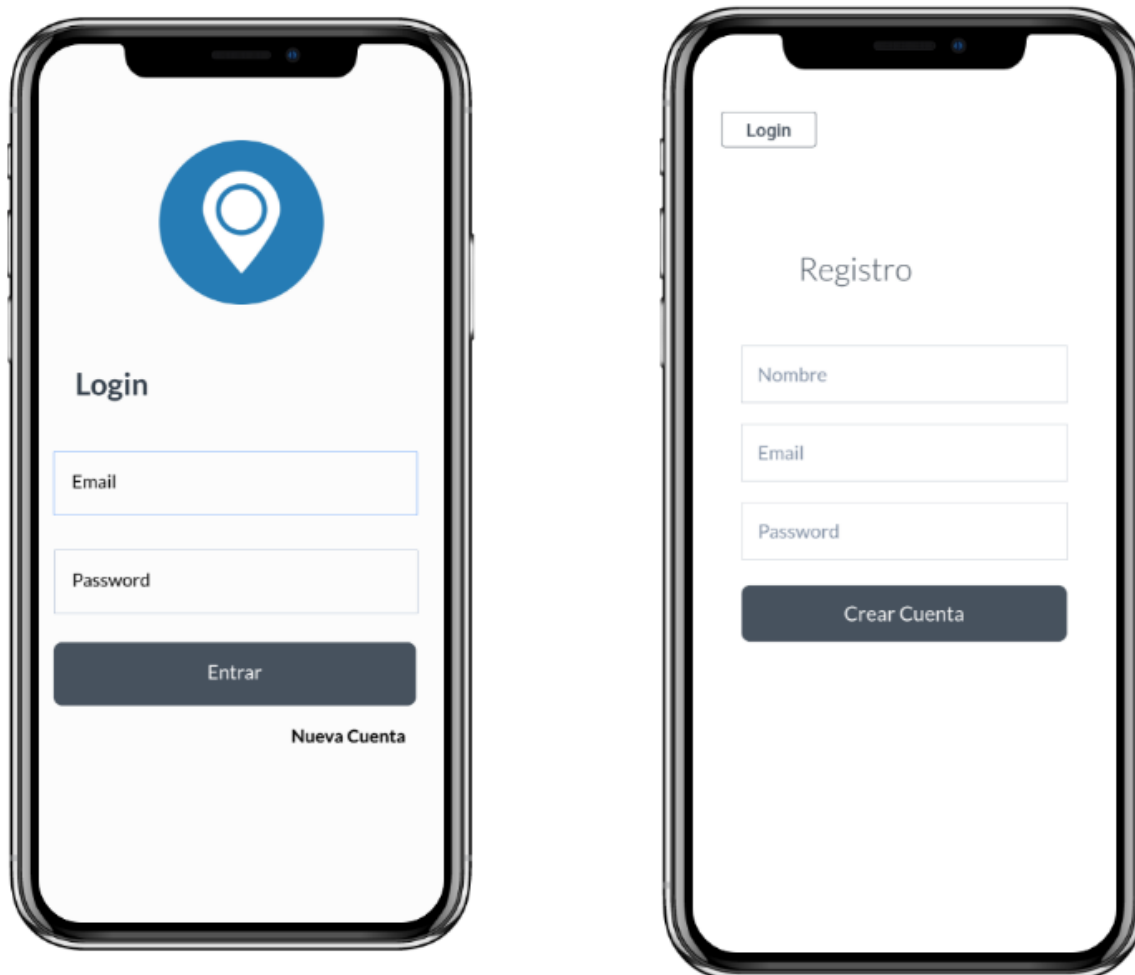 Login
Email
Password
Entrar
Nueva Cuenta
Login
Registro
Nombre
Email
Password
Crear Cuenta